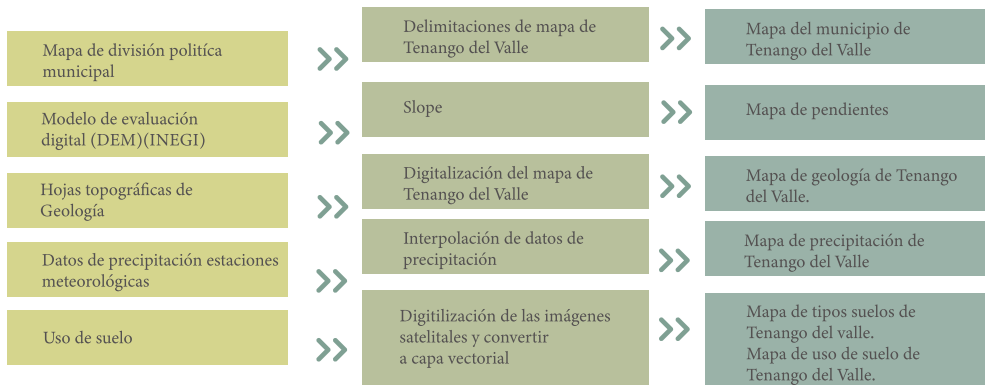 Mapa de división politíca
municipal
Delimitaciones de mapa de
Tenango del Valle
Mapa del municipio de
Tenango del Valle
Modelo de evaluación
digital (DEM)(INEGI)
Slope
Mapa de pendientes
Hojas topográficas de
Geología
Digitalización del mapa de
Tenango del Valle
Mapa de geología de Tenango
del Valle.
Datos de precipitación estaciones
meteorológicas
Interpolación de datos de
precipitación
Mapa de precipitación de
Tenango del Valle
Uso de suelo
Digitilización de las imágenes
satelitales y convertir
a capa vectorial
Mapa de tipos suelos de
Tenango del valle.
Mapa de uso de suelo de
Tenango del Valle.